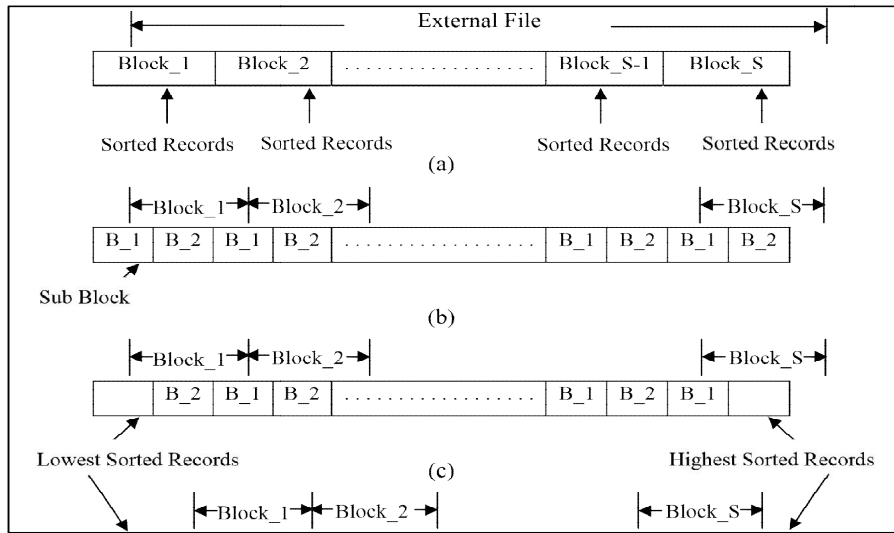 External File
Block_1 Block_2 . . . . . . . . . . . . . . . . . . Block_S-1 Block_S
Sorted Records Sorted Records Sorted Records Sorted Records
(a)
Block_1 Block_2 Block_S
B_1 B_2 B_1 B_2 . . . . . . . . . . . . . . . . . . B_1 B_2 B_1 B_2
Sub Block
(b)
Block_1 Block_2 Block_S
B_2 B_1 B_2 . . . . . . . . . . . . . . . . . . B_1 B_2 B_1
Lowest Sorted Records Highest Sorted Records
(c)
Block_1 Block_2 Block_S